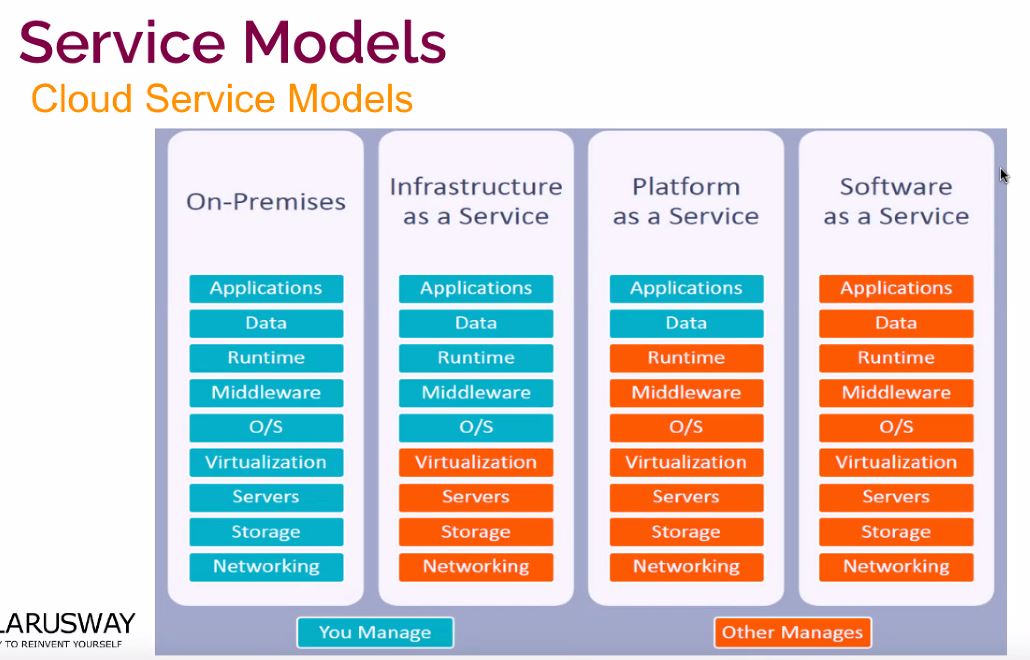 Service Models
Cloud Service Models
On-Premises
Applications
Data
Runtime
Middleware
O/S
Virtualization
Servers
Storage
Networking
Infrastructure
as a Service
Applications
Data
Runtime
Middleware
O/S
Virtualization
Servers
Storage
Networking
Platform
as a Service
Applications
Data
Runtime
Middleware
O/S
Virtualization
Servers
Storage
Networking
Software
as a Service
Applications
Data
Runtime
Middleware
O/S
Virtualization
Servers
Storage
Networking
You Manage
Other Manages
LARUSWAY
TO REINVENT YOURSELF